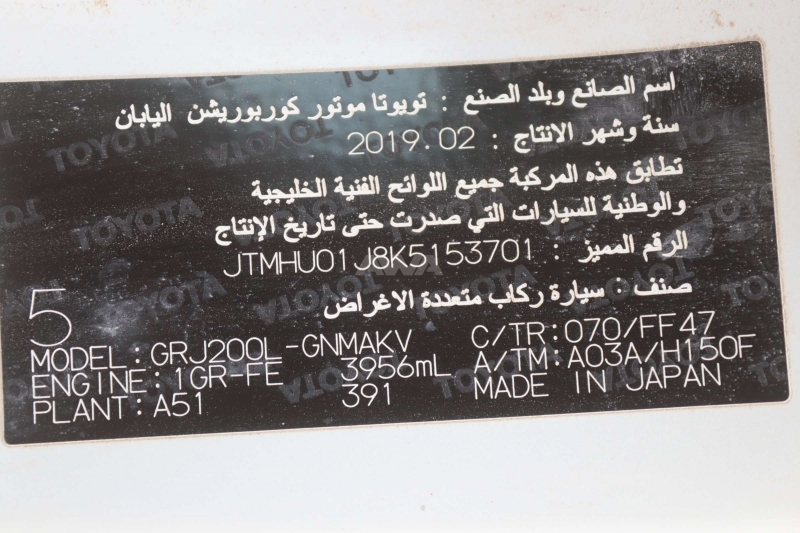 اسم الصانع وبلد الصنع : تويوتا موتور كوربوريشن اليابان
سنة وشهر الانتاج : 2019.02
تطابق هذه المركبة جميع اللوائح الفنية الخليجية
والوطنية للسيارات التي صدرت حتى تاريخ الإنتاج
الرقم المميز : JTMHU01J8K5153701
صنف : سيارة ركاب متعددة الاغراض
5
MODEL:GRJ200L-GNMAKV C/TR:070/FF47
ENGINE:1GR-FE 3956mL A/TM:A03A/H150F
PLANT:A51 391 MADE IN JAPAN